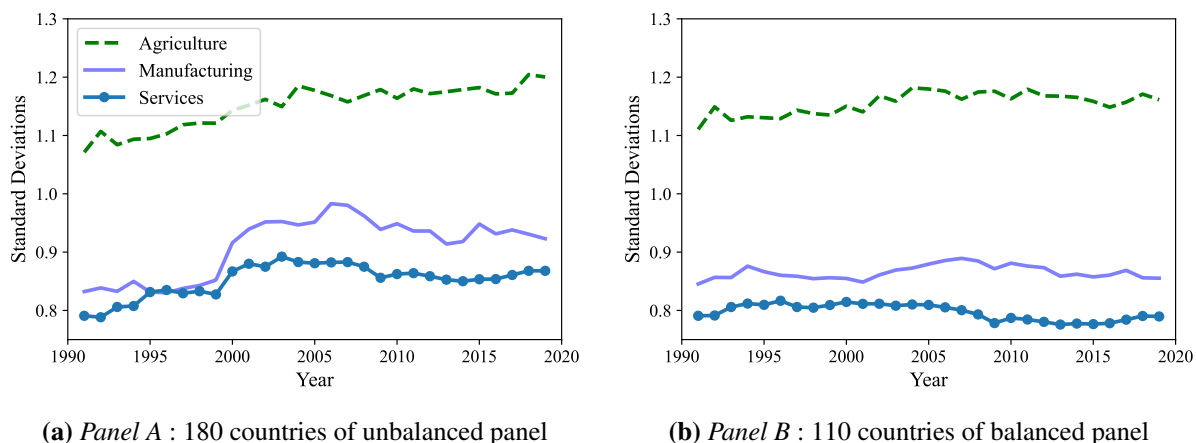 1.3
1.2
1.1
1.0
0.9
0.8
Standard Deviations
Agriculture
Manufacturing
Services
1990 1995 2000 2005 2010 2015 2020
Year
(a) Panel A : 180 countries of unbalanced panel
1.3
1.2
1.1
1.0
0.9
0.8
Standard Deviations
1990 1995 2000 2005 2010 2015 2020
Year
(b) Panel B : 110 countries of balanced panel